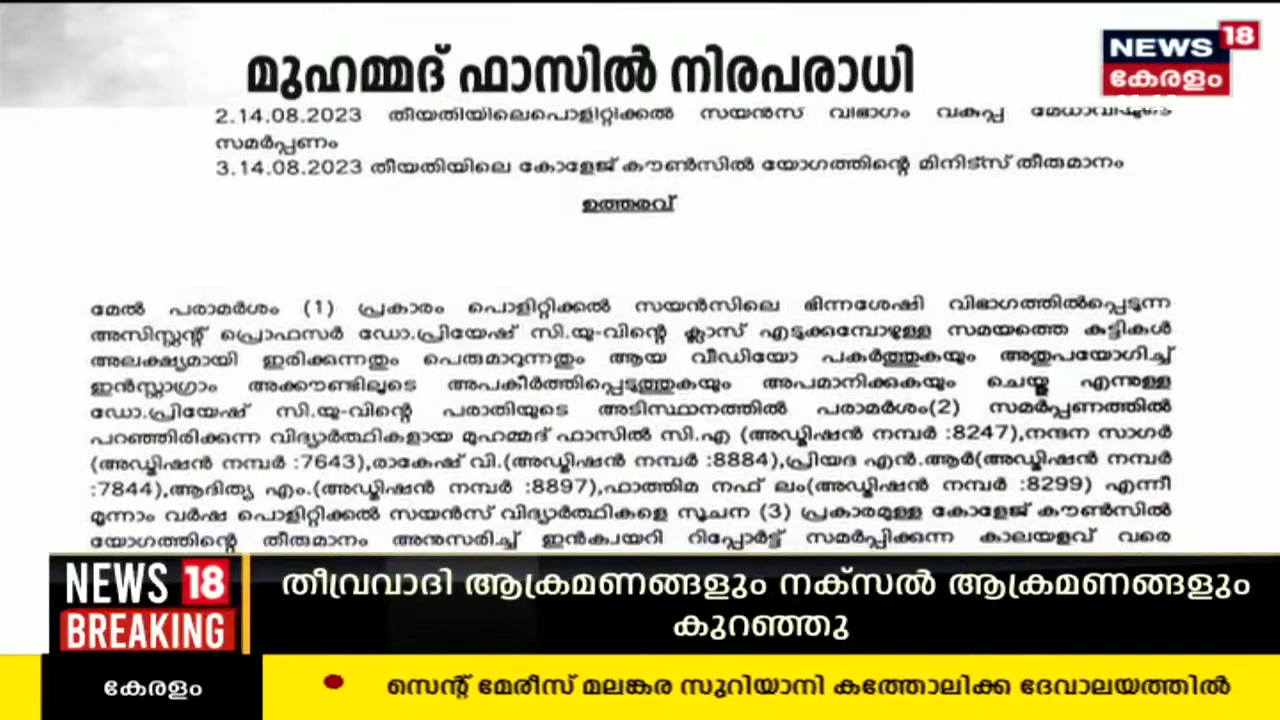 മുഹമ്മദ് ഫാസിൽ നിരപരാധി
NEWS 18
കേരളം
2.14.08.2023 തീയതിയിലെപൊളിറ്റിക്കൽ സയൻസ് വിഭാഗം വകുപ്പ് മേധാവിയുടെ
സമർപ്പണം
3.14.08.2023 തീയതിയിലെ കോളേജ് കൗൺസിൽ യോഗത്തിന്റെ മിനിട്സ് തീരുമാനം
ഉത്തരവ്
മേൽ പരാമർശം (1) പ്രകാരം പൊളിറ്റിക്കൽ സയൻസിലെ ഭിന്നശേഷി വിഭാഗത്തിൽപ്പെടുന്ന
അസിസ്റ്റന്റ് പ്രൊഫസർ ഡോ.പ്രിയേഷ് സി.യു-വിന്റെ ക്ലാസ് എടുക്കുമ്പോഴുള്ള സമയത്തെ കുട്ടികൾ
അലക്ഷ്യമായി ഇരിക്കുന്നതും പെരുമാറുന്നതും ആയ വീഡിയോ പകർത്തുകയും അതുപയോഗിച്ച്
ഇൻസ്റ്റാഗ്രാം അക്കൗണ്ടിലൂടെ അപകീർത്തിപ്പെടുത്തുകയും അപമാനിക്കുകയും ചെയ്തു എന്നുള്ള
ഡോ.പ്രിയേഷ് സി.യു-വിന്റെ പരാതിയുടെ അടിസ്ഥാനത്തിൽ പരാമർശം(2) സമർപ്പണത്തിൽ
പറഞ്ഞിരിക്കുന്ന വിദ്യാർത്ഥികളായ മുഹമ്മദ് ഫാസിൽ സി.എ (അഡ്മിഷൻ നമ്പർ :8247),നന്ദന സാഗർ
(അഡ്മിഷൻ നമ്പർ :7643),രാകേഷ് വി.(അഡ്മിഷൻ നമ്പർ :8884),പ്രിയദ എൻ.ആർ(അഡ്മിഷൻ നമ്പർ
:7844),ആദിത്യ എം.(അഡ്മിഷൻ നമ്പർ :8897),ഫാത്തിമ നഫ് ലം(അഡ്മിഷൻ നമ്പർ :8299) എന്നീ
മൂന്നാം വർഷ പൊളിറ്റിക്കൽ സയൻസ് വിദ്യാർത്ഥികളെ സൂചന (3) പ്രകാരമുള്ള കോളേജ് കൗൺസിൽ
യോഗത്തിന്റെ തീരുമാനം അനുസരിച്ച് ഇൻക്വയറി റിപ്പോർട്ട് സമർപ്പിക്കുന്ന കാലയളവ് വരെ
NEWS 18
BREAKING
തീവ്രവാദി ആക്രമണങ്ങളും നക്സൽ ആക്രമണങ്ങളും
കുറഞ്ഞു
കേരളം
സെന്റ് മേരീസ് മലങ്കര സുറിയാനി കത്തോലിക്ക ദേവാലയത്തിൽ